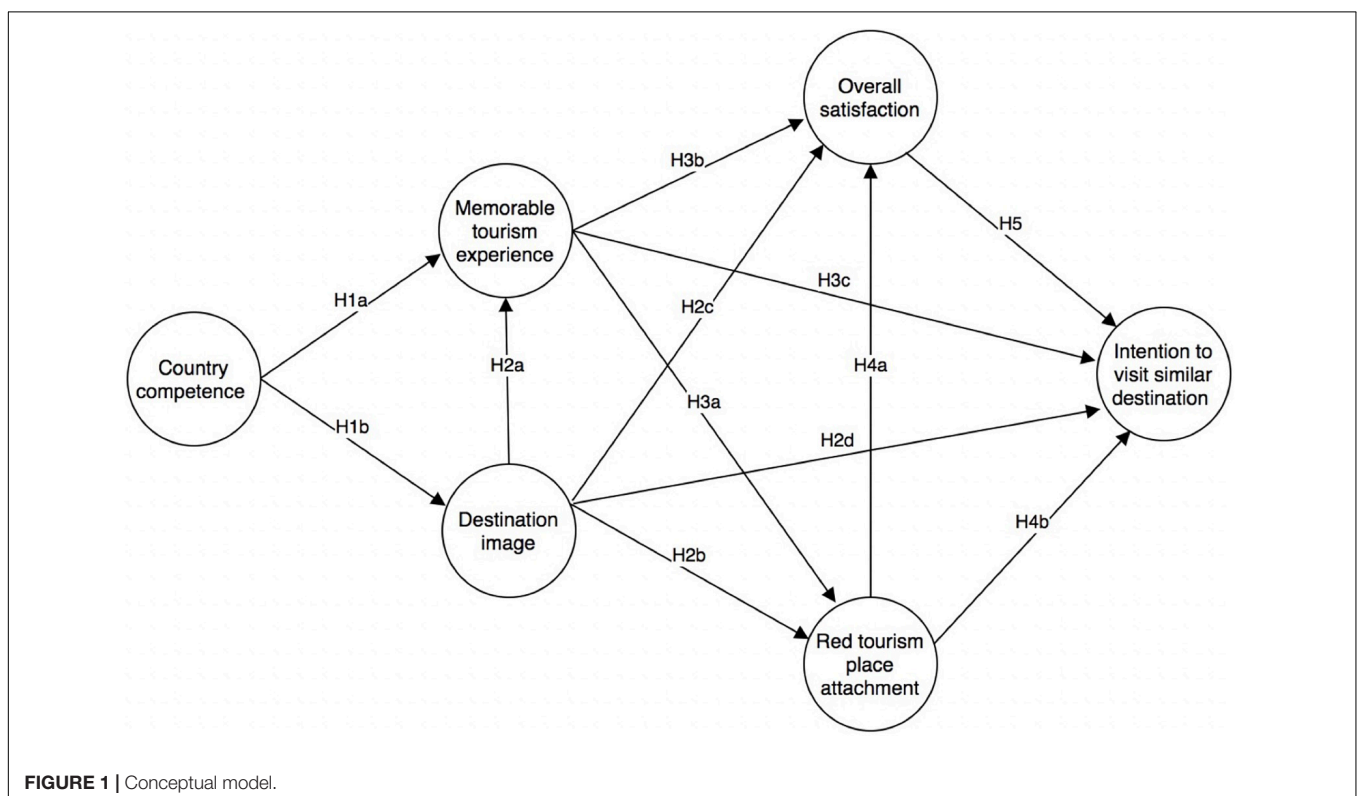 Overall
satisfaction
H3b
Memorable
tourism
experience
H5
H3c
H2c
H1a
Intention to
visit similar
destination
Country
competence
H2a
H4a
H3a
H1b
H2d
Destination
image
H4b
H2b
Red tourism
place
attachment
FIGURE 1 | Conceptual model.